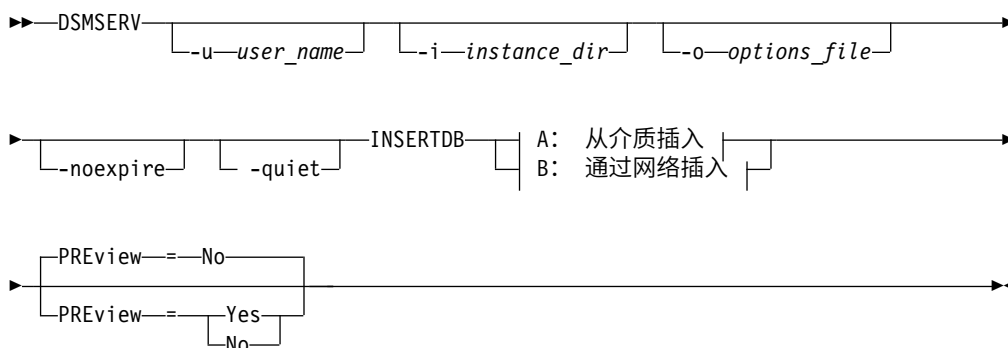 DSMSERV
-u user_name -i instance_dir -o options_file
-noexpire -quiet INSERTDB A： 从介质插入
B： 通过网络插入
PREview = No
PREview = Yes
No